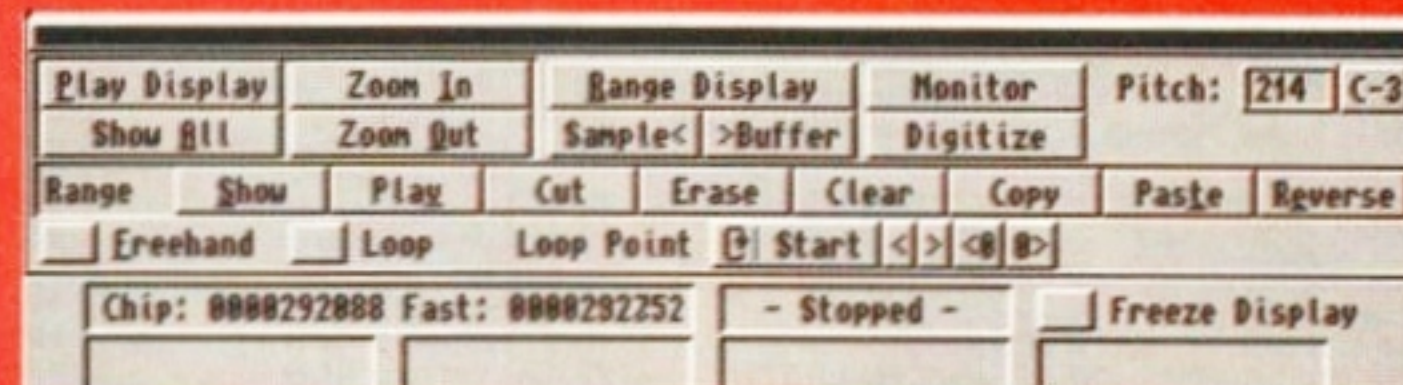 Play Display Zoom In Range Display Monitor Pitch: 214 C-3
Show All Zoom Out Sample< >Buffer Digitize
Range Show Play Cut Erase Clear Copy Paste Reverse
Freehand Loop Loop Point Start < > <0 0>
Chip: 0000292088 Fast: 0000292252 - Stopped - Freeze Display